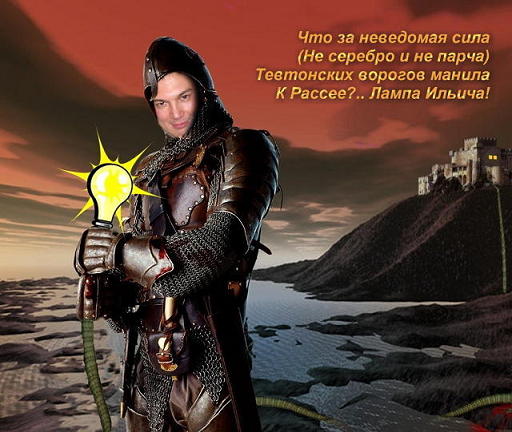 Что за неведомая сила
(Не серебро и не парча)
Тевтонских ворогов манила
К Рассее?.. Лампа Ильича!